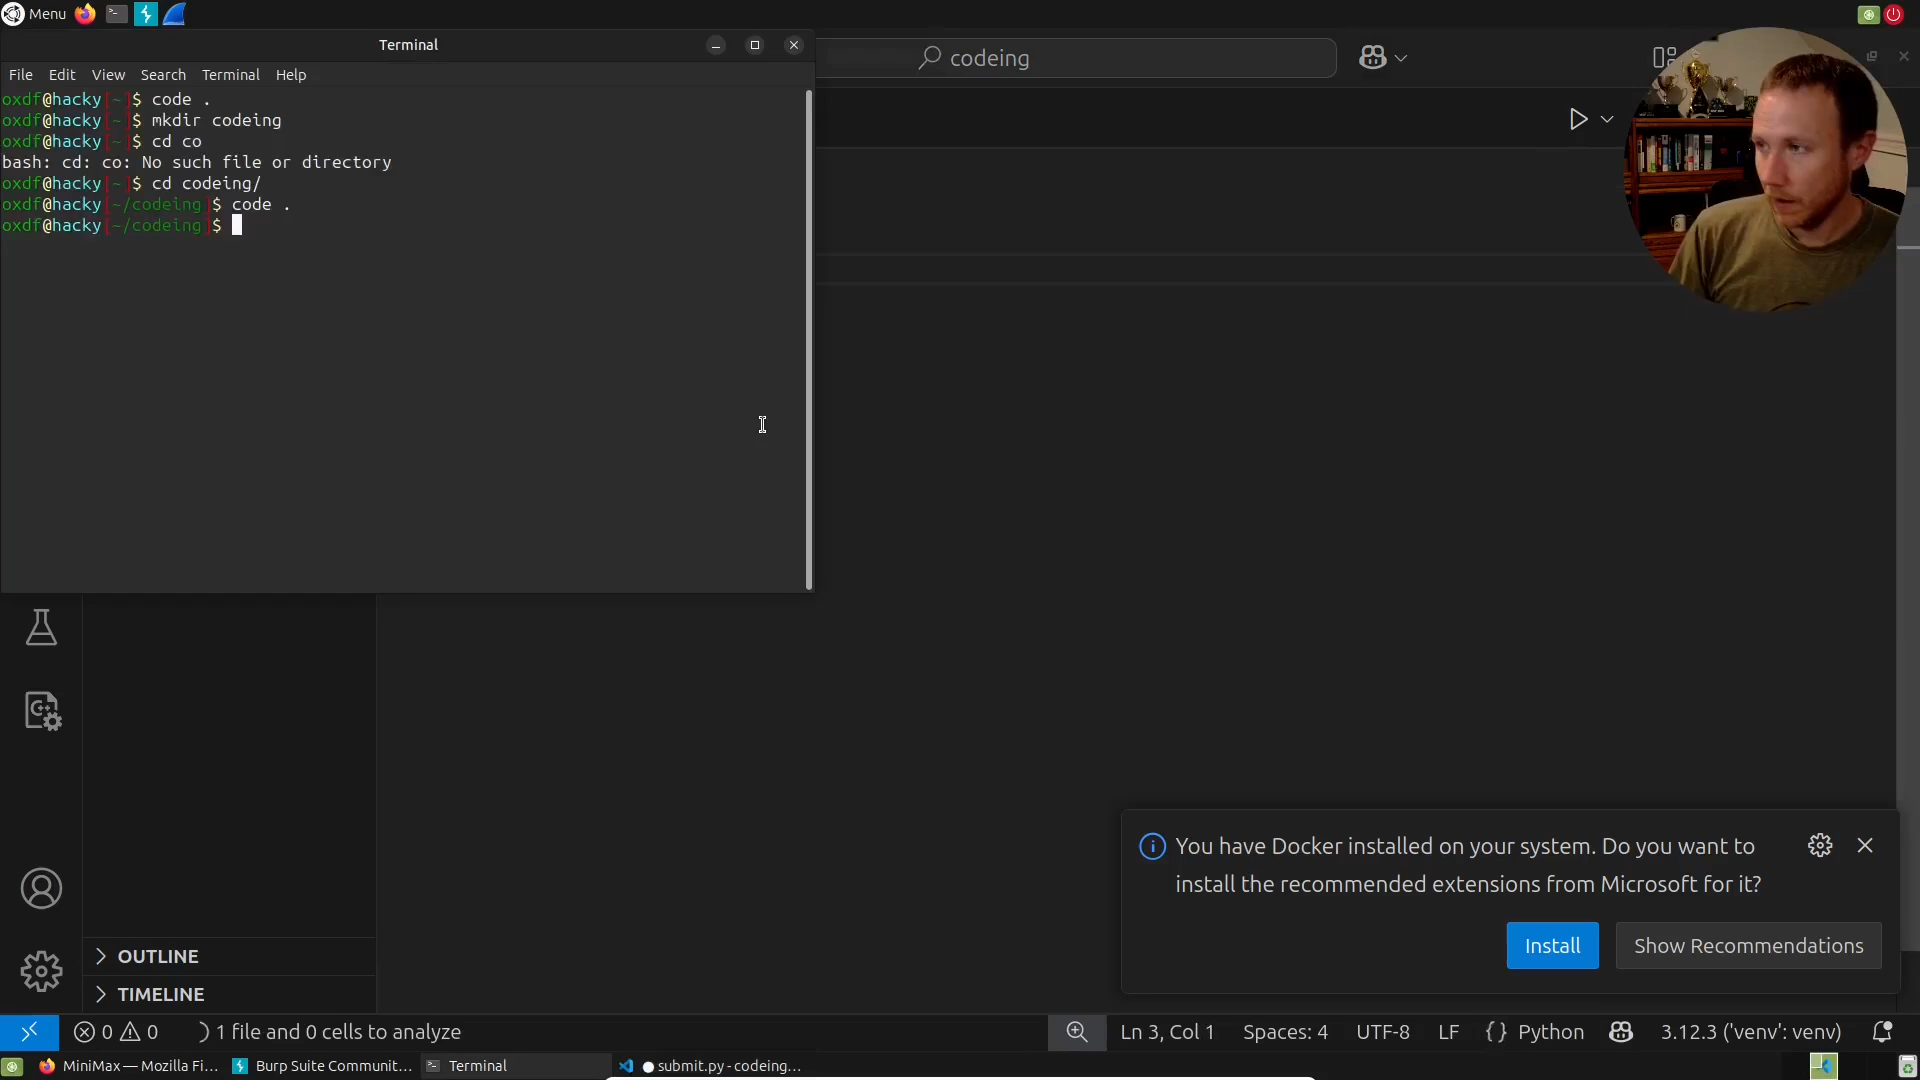 Menu
Terminal
codeing
File Edit View Search Terminal Help
oxdf@hacky[~]$ code .
oxdf@hacky[~]$ mkdir codeing
oxdf@hacky[~]$ cd co
bash: cd: co: No such file or directory
oxdf@hacky[~]$ cd codeing/
oxdf@hacky[~/codeing]$ code .
oxdf@hacky[~/codeing]$
You have Docker installed on your system. Do you want to
install the recommended extensions from Microsoft for it?
Install Show Recommendations
OUTLINE
TIMELINE
0 0 1 file and 0 cells to analyze Ln 3, Col 1 Spaces: 4 UTF-8 LF {} Python 3.12.3 ('venv': venv)
MiniMax — Mozilla Fi... Burp Suite Communit... Terminal submit.py - codeing...